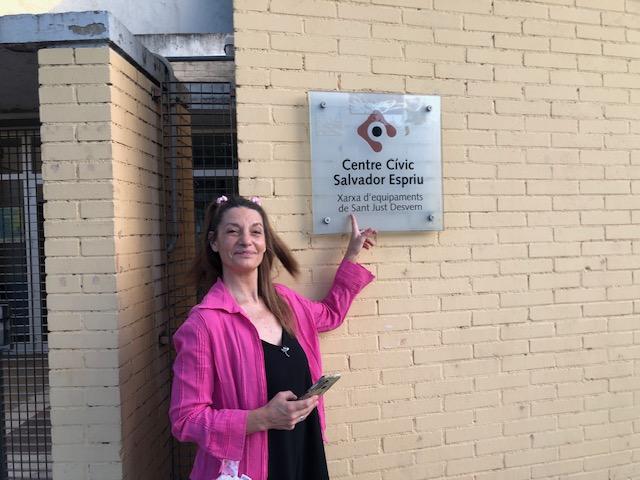 Centre Cívic
Salvador Espriu
Xarxa d'equipaments
de Sant Just Desvern